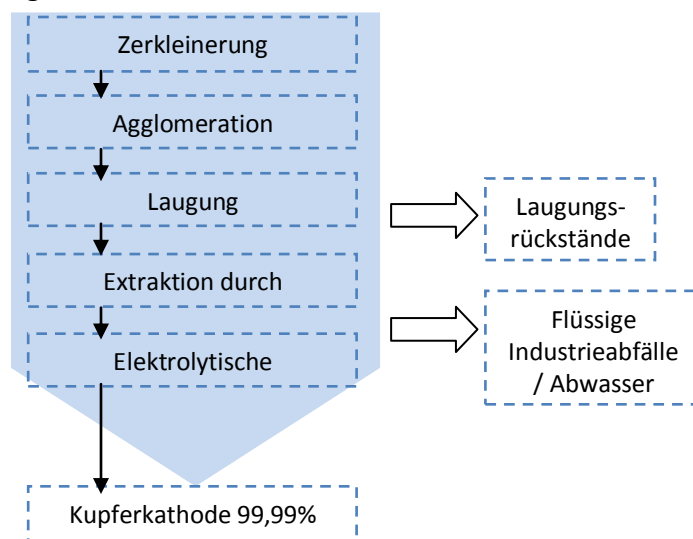 Zerkleinerung
Agglomeration
Laugung
Laugungs-
rückstände
Extraktion durch
Flüssige
Industrieabfälle
/ Abwasser
Elektrolytische
Kupferkathode 99,99%